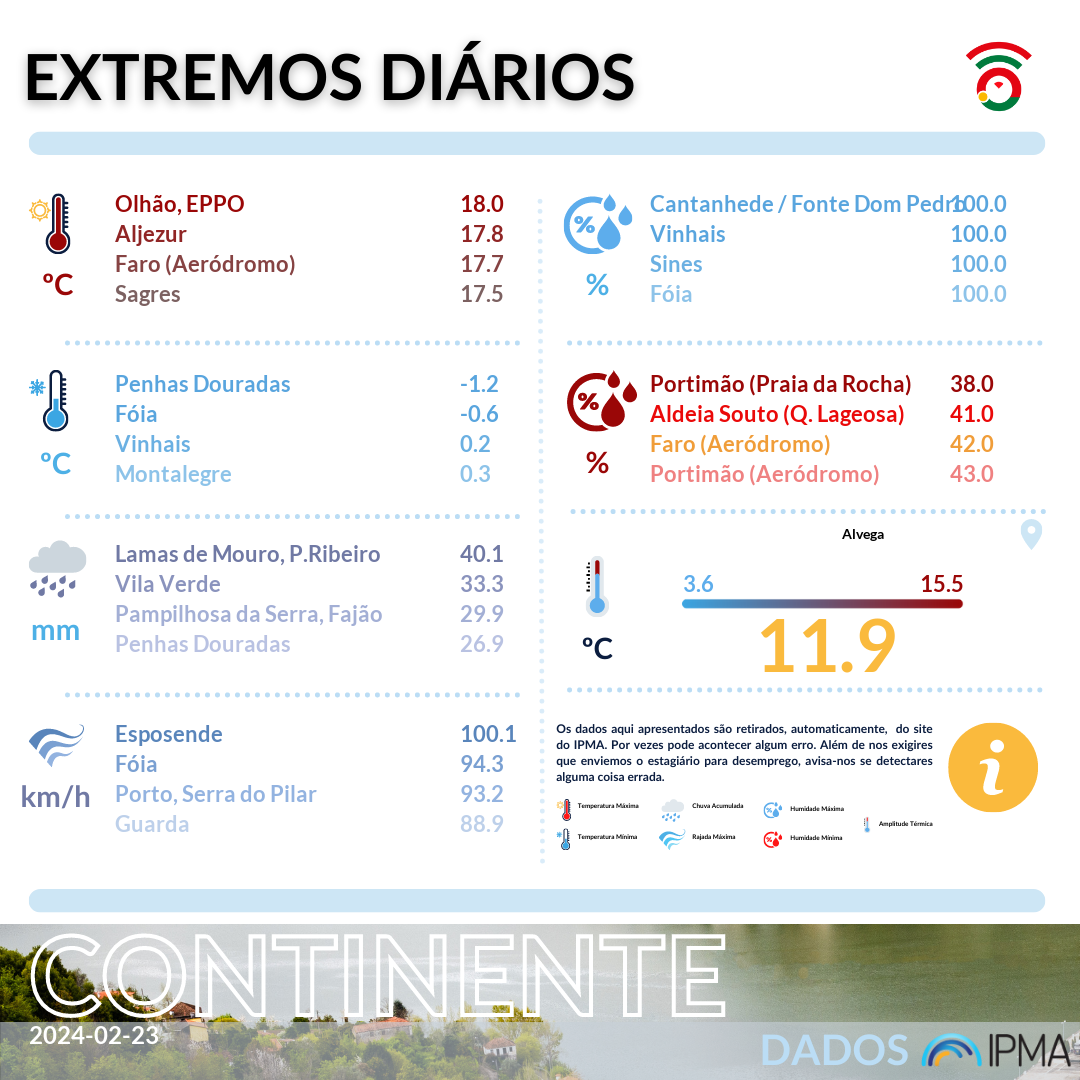 EXTREMOS DIÁRIOS
Olhão, EPPO 18.0
Aljezur 17.8
Faro (Aeródromo) 17.7
Sagres 17.5
ºC
Cantanhede / Fonte Dom Pedro 100.0
Vinhais 100.0
Sines 100.0
Fóia 100.0
%
%
Penhas Douradas -1.2
Fóia -0.6
Vinhais 0.2
Montalegre 0.3
ºC
Portimão (Praia da Rocha) 38.0
Aldeia Souto (Q. Lageosa) 41.0
Faro (Aeródromo) 42.0
Portimão (Aeródromo) 43.0
%
%
Lamas de Mouro, P.Ribeiro 40.1
Vila Verde 33.3
Pampilhosa da Serra, Fajão 29.9
Penhas Douradas 26.9
mm
Alvega
3.6 15.5
11.9
ºC
Esposende 100.1
Fóia 94.3
Porto, Serra do Pilar 93.2
Guarda 88.9
km/h
Os dados aqui apresentados são retirados, automaticamente, do site
do IPMA. Por vezes pode acontecer algum erro. Além de nos exigires
que enviemos o estagiário para desemprego, avisa-nos se detectares
alguma coisa errada.
i
Temperatura Máxima
Chuva Acumulada
Humidade Máxima
Amplitude Térmica
Temperatura Mínima
Rajada Máxima
Humidade Mínima
CONTINENTE
2024-02-23
DADOS IPMA